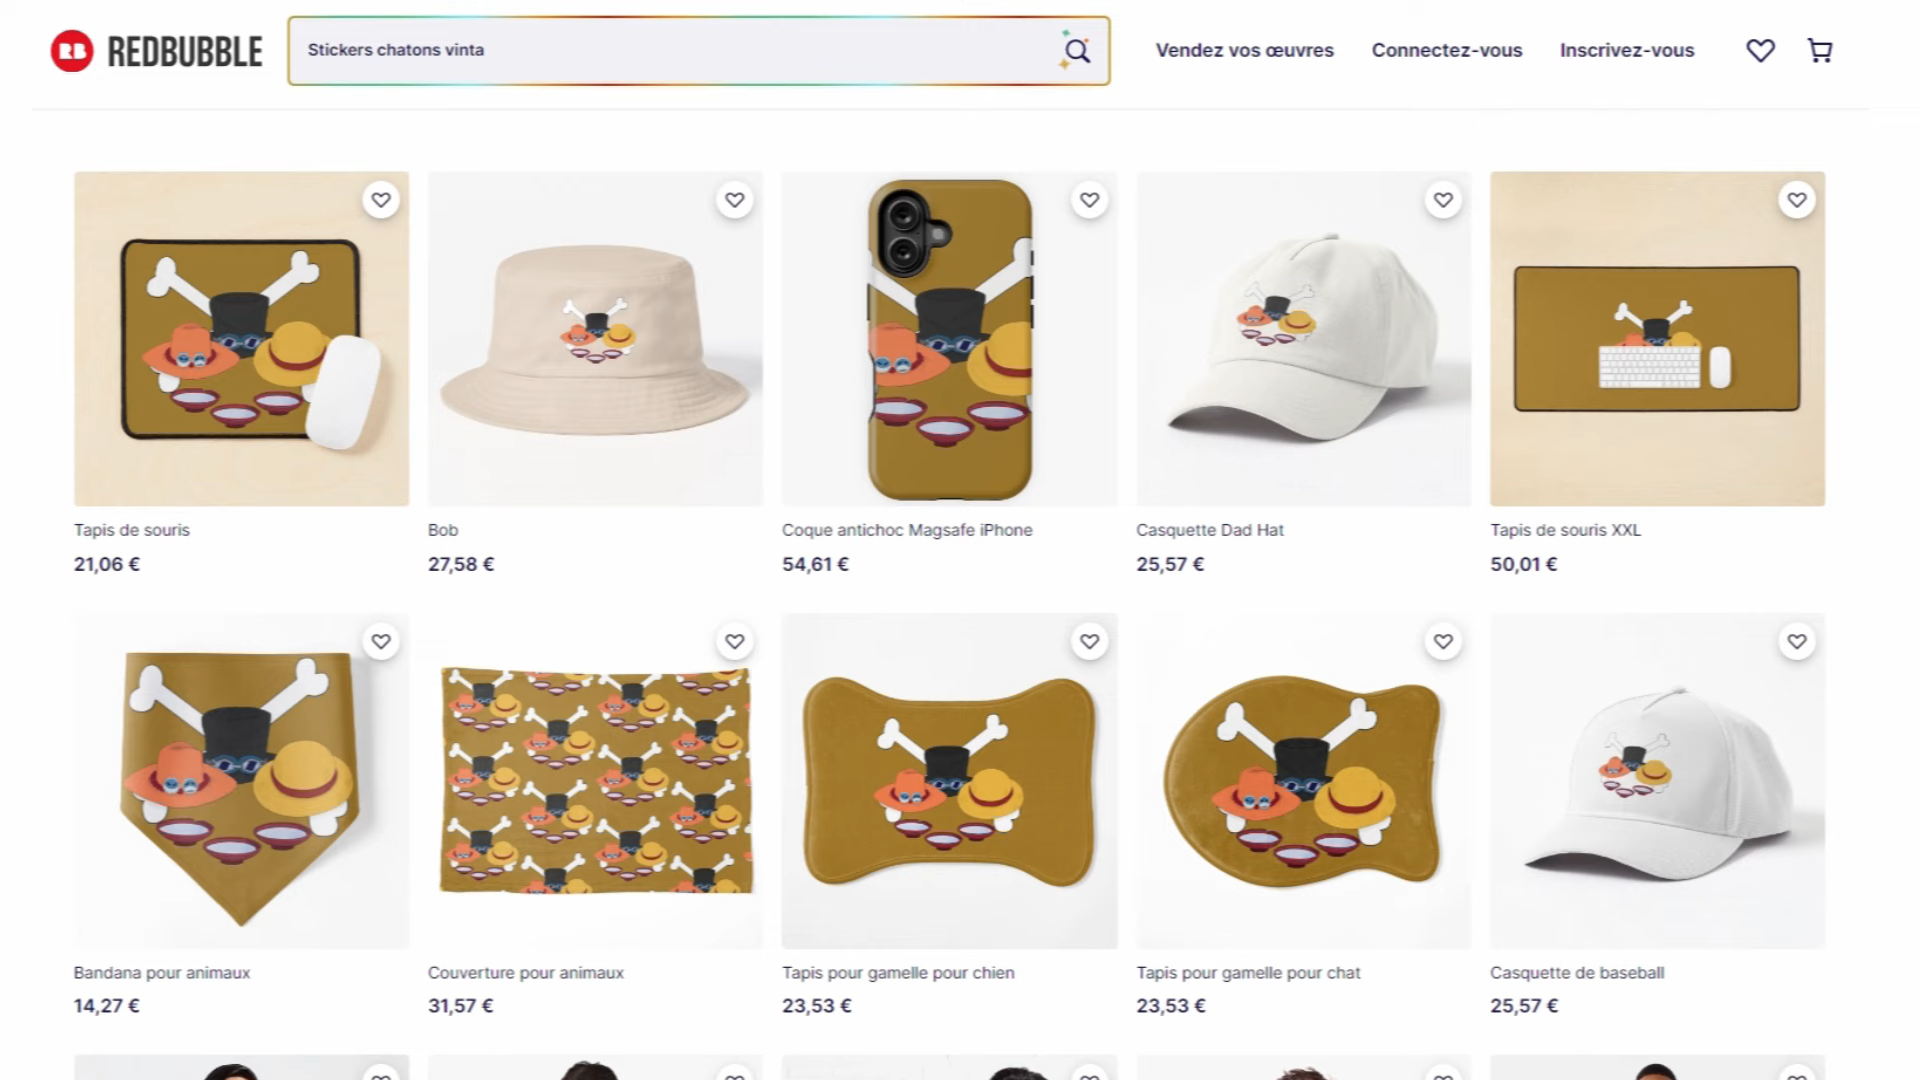 RB REDBUBBLE
Stickers chatons vinta
Vendez vos œuvres
Connectez-vous
Inscrivez-vous
Tapis de souris
21,06 €
Bob
27,58 €
Coque antichoc Magsafe iPhone
54,61 €
Casquette Dad Hat
25,57 €
Tapis de souris XXL
50,01 €
Bandana pour animaux
14,27 €
Couverture pour animaux
31,57 €
Tapis pour gamelle pour chien
23,53 €
Tapis pour gamelle pour chat
23,53 €
Casquette de baseball
25,57 €